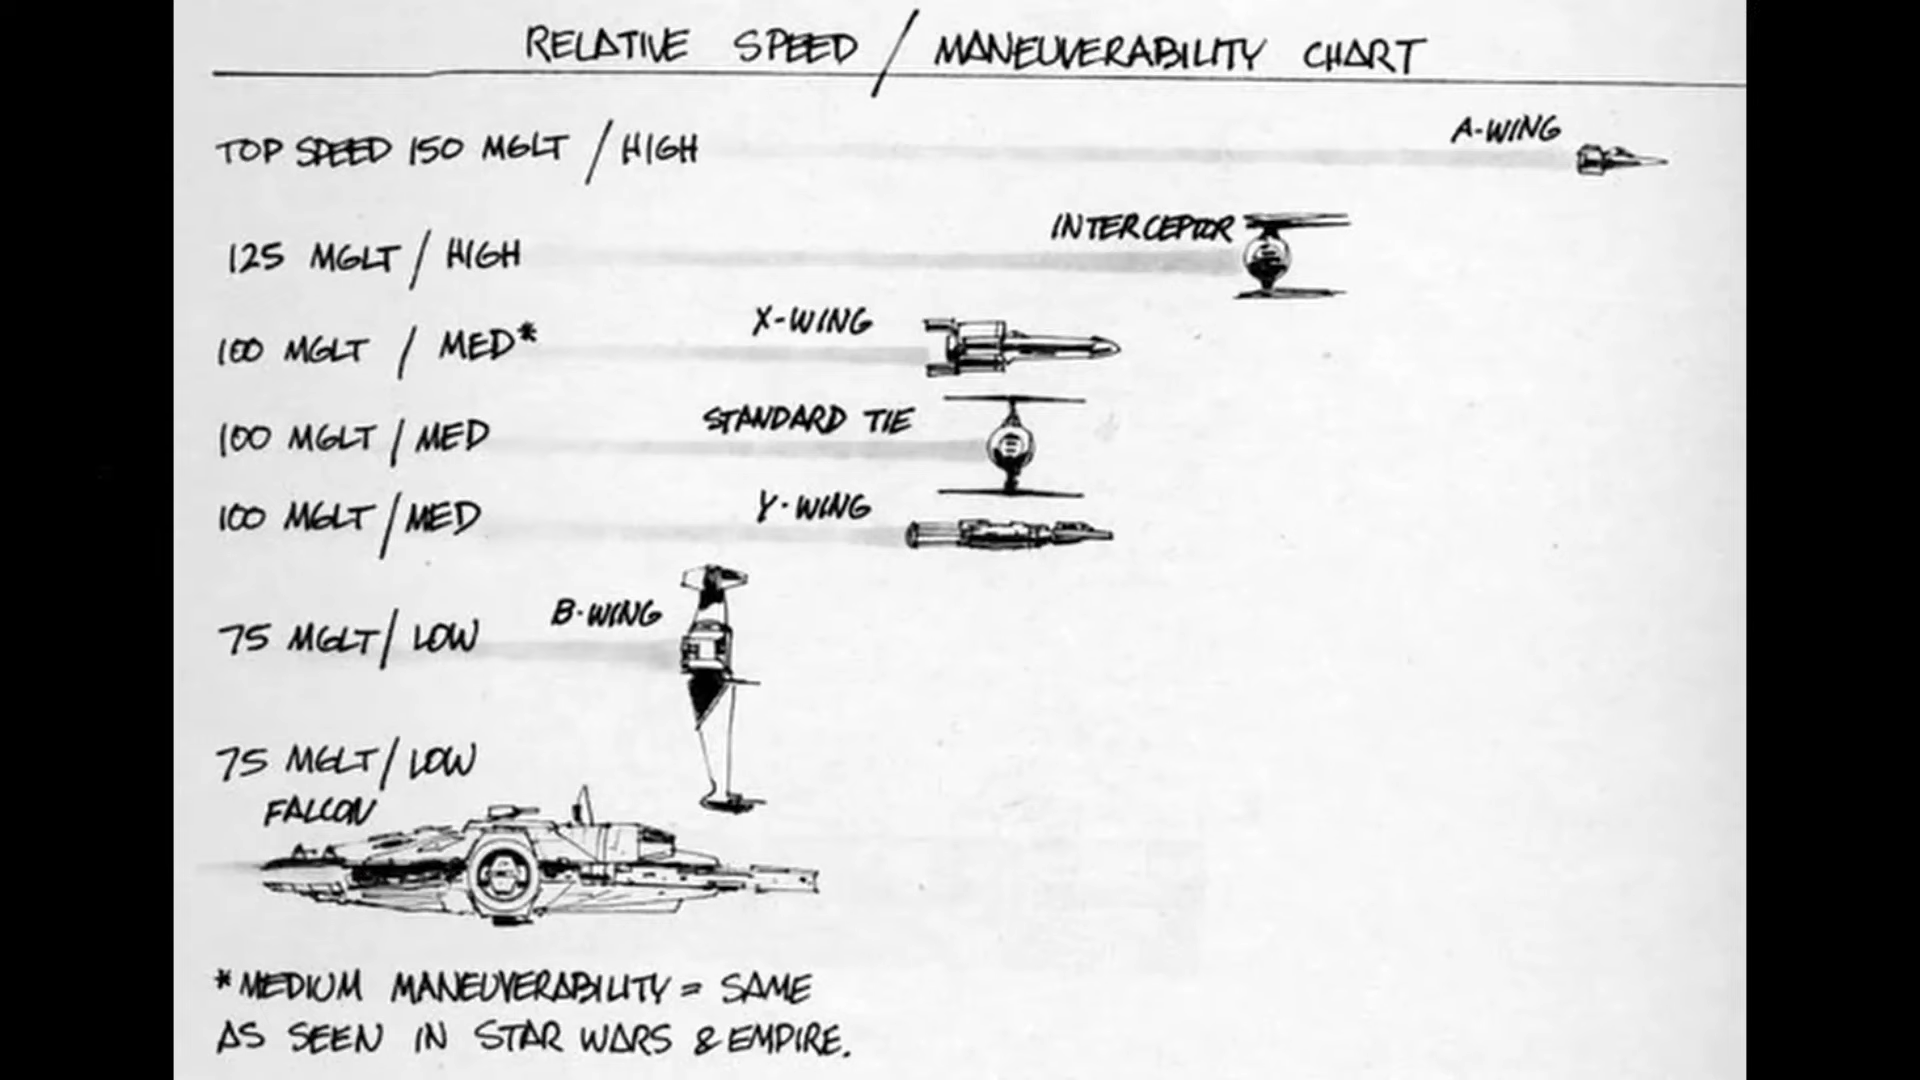 RELATIVE SPEED / MANEUVERABILITY CHART
TOP SPEED 150 MGLT / HIGH
A-WING
125 MGLT / HIGH
INTERCEPTOR
100 MGLT / MED*
X-WING
100 MGLT / MED
STANDARD TIE
100 MGLT / MED
Y-WING
75 MGLT / LOW
B-WING
75 MGLT / LOW
FALCON
*MEDIUM MANEUVERABILITY = SAME
AS SEEN IN STAR WARS & EMPIRE.